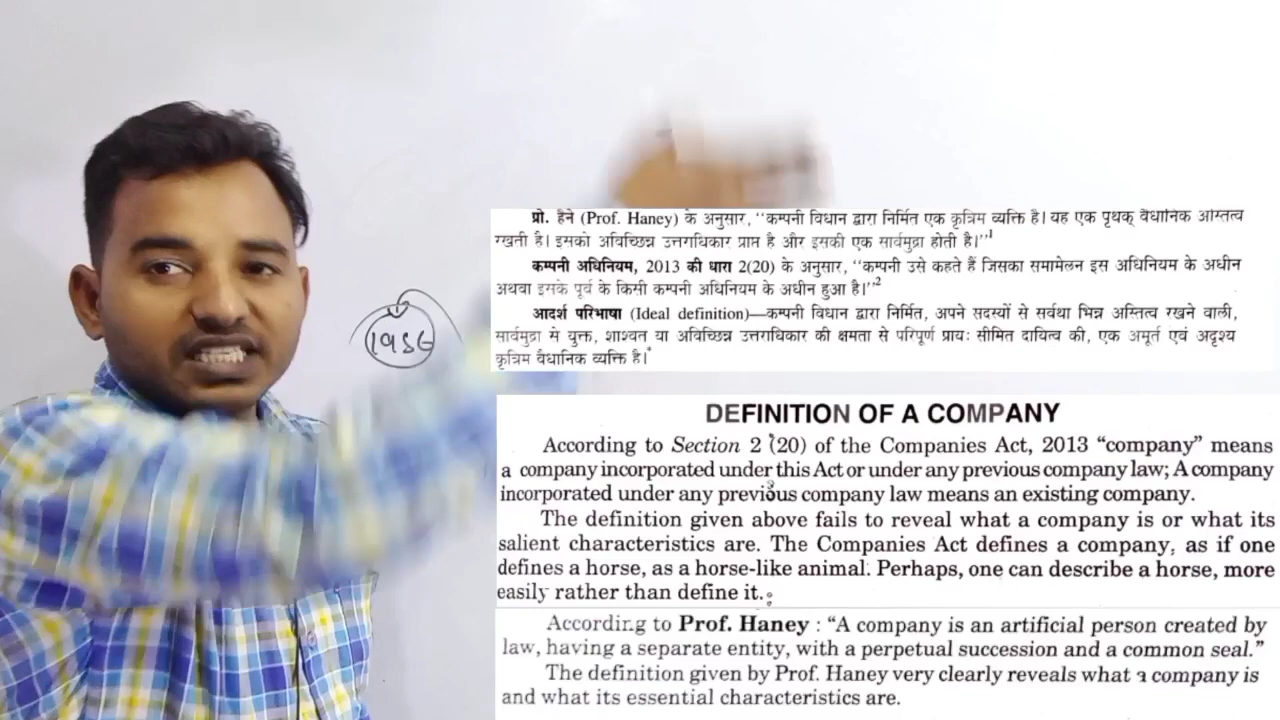 1956
प्रो. हैने (Prof. Haney) के अनुसार, “कम्पनी विधान द्वारा निर्मित एक कृत्रिम व्यक्ति है। यह एक पृथक् वैधानिक अस्तित्व
रखती है। इसको अविच्छिन्न उत्तराधिकार प्राप्त है और इसकी एक सार्वमुद्रा होती है।”1
कम्पनी अधिनियम, 2013 की धारा 2(20) के अनुसार, “कम्पनी उसे कहते हैं जिसका समामेलन इस अधिनियम के अधीन
अथवा इसके पूर्व के किसी कम्पनी अधिनियम के अधीन हुआ है।”2
आदर्श परिभाषा (Ideal definition)—कम्पनी विधान द्वारा निर्मित, अपने सदस्यों से सर्वथा भिन्न अस्तित्व रखने वाली,
सार्वमुद्रा से युक्त, शाश्वत या अविच्छिन्न उत्तराधिकार की क्षमता से परिपूर्ण प्रायः सीमित दायित्व की, एक अमूर्त एवं अदृश्य
कृत्रिम वैधानिक व्यक्ति है।
DEFINITION OF A COMPANY
According to Section 2 (20) of the Companies Act, 2013 “company” means
a company incorporated under this Act or under any previous company law; A company
incorporated under any previous company law means an existing company.
The definition given above fails to reveal what a company is or what its
salient characteristics are. The Companies Act defines a company, as if one
defines a horse, as a horse-like animal. Perhaps, one can describe a horse, more
easily rather than define it.
According to Prof. Haney : “A company is an artificial person created by
law, having a separate entity, with a perpetual succession and a common seal.”
The definition given by Prof. Haney very clearly reveals what a company is
and what its essential characteristics are.